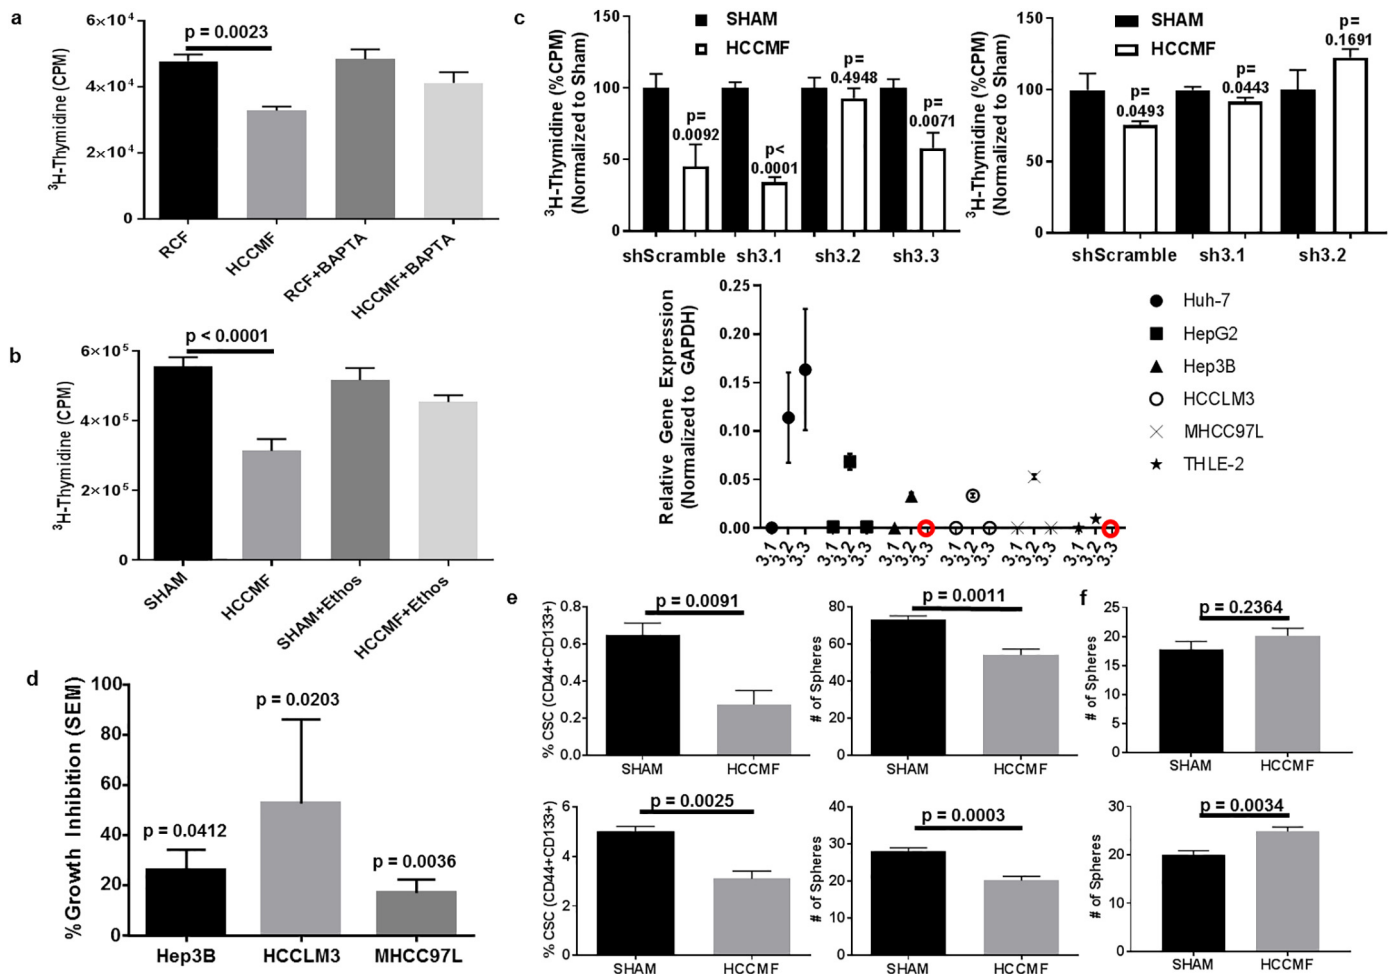 a
6×10⁴
4×10⁴
2×10⁴
0
³H-Thymidine (CPM)
p = 0.0023
RCF
HCCMF
RCF+BAPTA
HCCMF+BAPTA
b
6×10⁵
4×10⁵
2×10⁵
0
³H-Thymidine (CPM)
p < 0.0001
SHAM
HCCMF
SHAM+Ethos
HCCMF+Ethos
c
150
100
50
0
³H-Thymidine (%CPM)
(Normalized to Sham)
SHAM
HCCMF
p=
0.0092
p<
0.0001
p=
0.4948
p=
0.0071
shScramble
sh3.1
sh3.2
sh3.3
150
100
50
0
³H-Thymidine (%CPM)
(Normalized to Sham)
SHAM
HCCMF
p=
0.0493
p=
0.0443
p=
0.1691
shScramble
sh3.1
sh3.2
0.25
0.20
0.15
0.10
0.05
0.00
Relative Gene Expression
(Normalized to GAPDH)
3.1
3.2
3.3
3.1
3.2
3.3
3.1
3.2
3.3
3.1
3.2
3.3
3.1
3.2
3.3
3.1
3.2
3.3
Huh-7
HepG2
Hep3B
HCCLM3
MHCC97L
THLE-2
d
100
80
60
40
20
0
%Growth Inhibition (SEM)
p = 0.0412
p = 0.0203
p = 0.0036
Hep3B
HCCLM3
MHCC97L
e
0.8
0.6
0.4
0.2
0.0
% CSC (CD44+CD133+)
p = 0.0091
SHAM
HCCMF
80
60
40
20
0
# of Spheres
p = 0.0011
SHAM
HCCMF
6
4
2
0
% CSC (CD44+CD133+)
p = 0.0025
SHAM
HCCMF
40
30
20
10
0
# of Spheres
p = 0.0003
SHAM
HCCMF
f
25
20
15
10
5
0
# of Spheres
p = 0.2364
SHAM
HCCMF
30
20
10
0
# of Spheres
p = 0.0034
SHAM
HCCMF